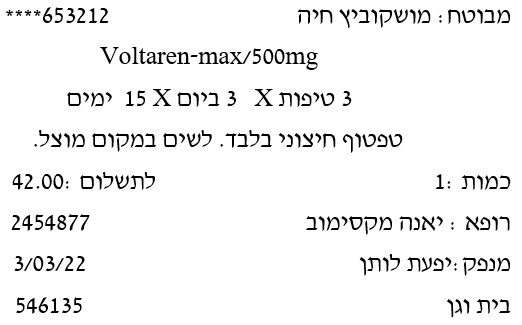 מבוטח: מושקוביץ חיה 653212****
Voltaren-max/500mg
3 טיפות X 3 ביום X 15 ימים
טפטוף חיצוני בלבד. לשים במקום מוצל.
כמות :1 לתשלום :42.00
רופא : יאנה מקסימוב 2454877
מנפק :יפעת לותן 3/03/22
בית וגן 546135